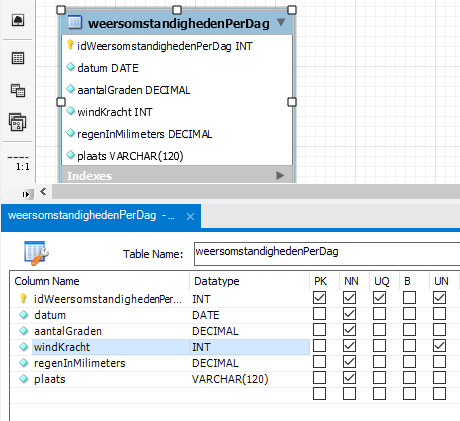 weersomstandighedenPerDag
idWeersomstandighedenPerDag INT
datum DATE
aantalGraden DECIMAL
windKracht INT
regenInMilimeters DECIMAL
plaats VARCHAR(120)
Indexes
1:1
weersomstandighedenPerDag -...
Table Name: weersomstandighedenPerDag
Column Name Datatype PK NN UQ B UN
idWeersomstandighedenPer... INT
datum DATE
aantalGraden DECIMAL
windKracht INT
regenInMilimeters DECIMAL
plaats VARCHAR(120)